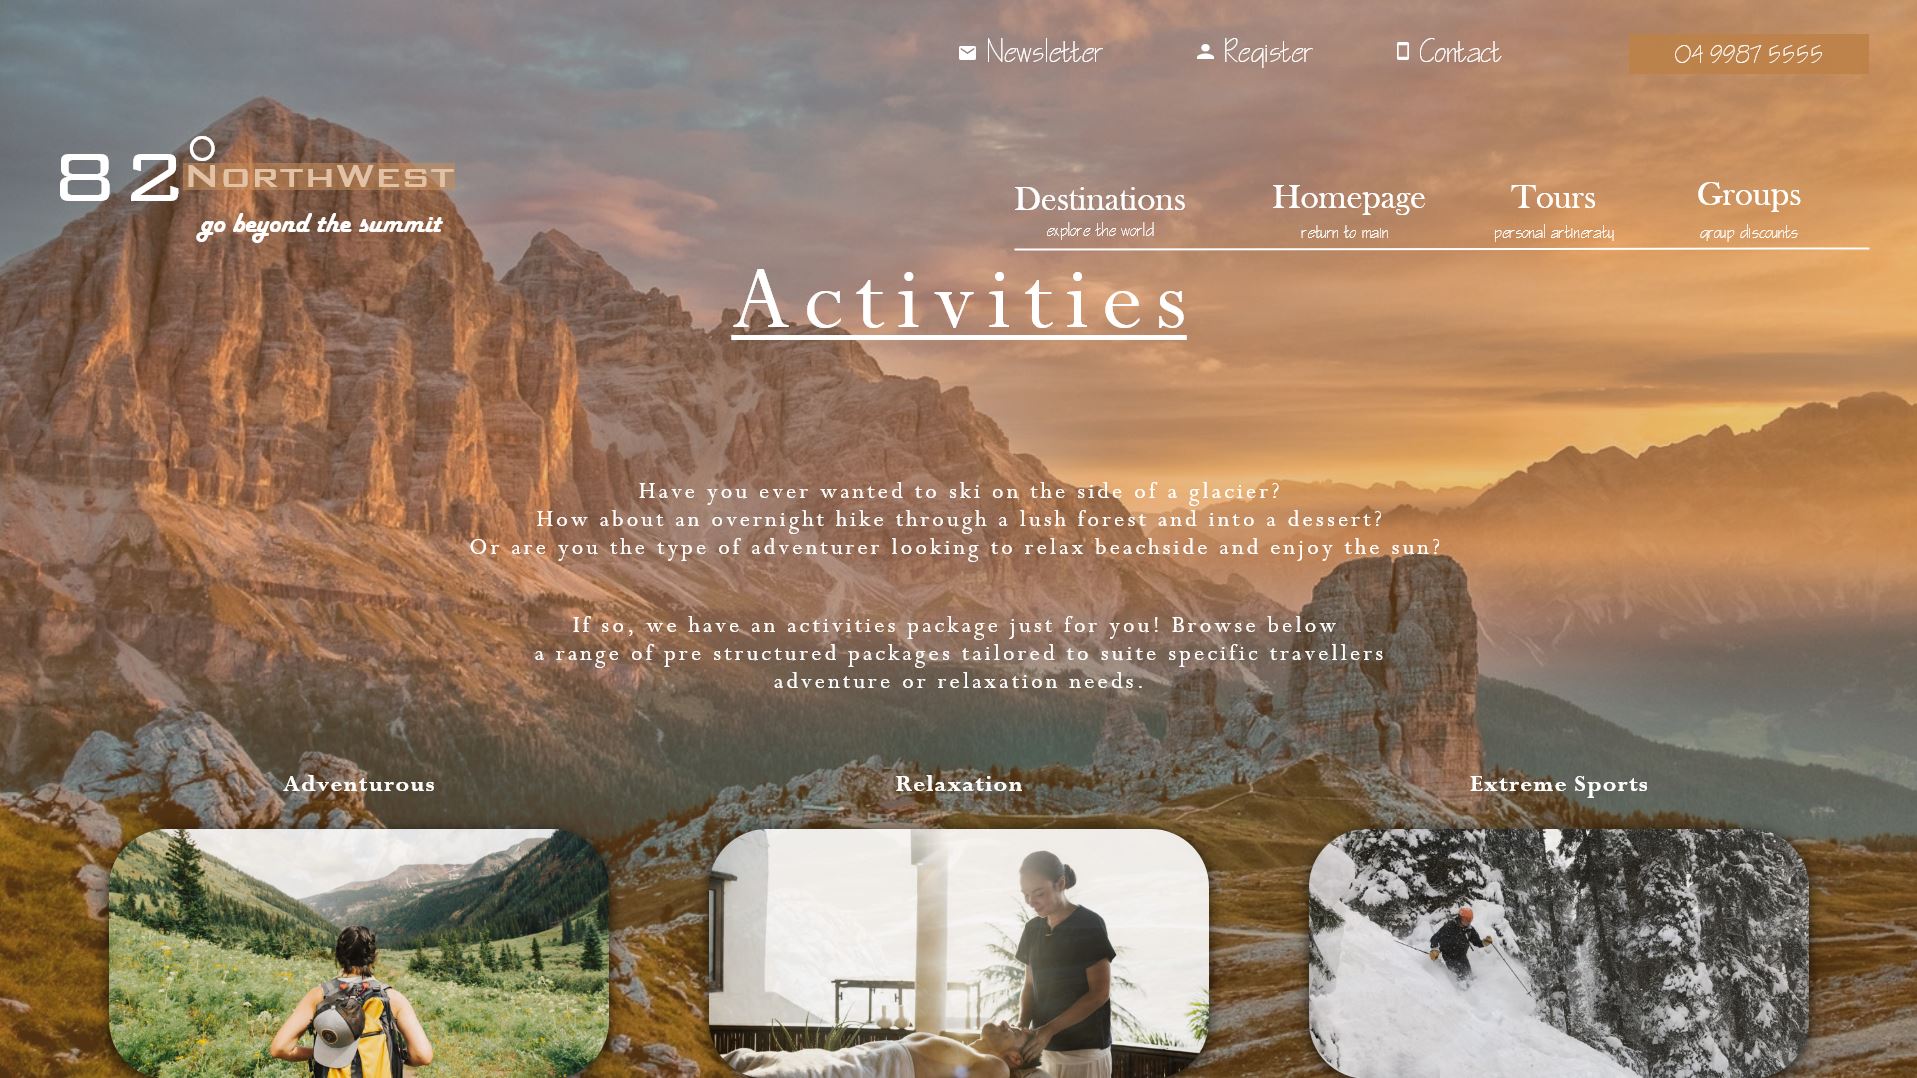 Newsletter
Register
Contact
04 9987 5555
82° NorthWest
go beyond the summit
Destinations
explore the world
Homepage
return to main
Tours
personal artineraty
Groups
group discounts
Activities
Have you ever wanted to ski on the side of a glacier?
How about an overnight hike through a lush forest and into a dessert?
Or are you the type of adventurer looking to relax beachside and enjoy the sun?
If so, we have an activities package just for you! Browse below
a range of pre structured packages tailored to suite specific travellers
adventure or relaxation needs.
Adventurous
Relaxation
Extreme Sports